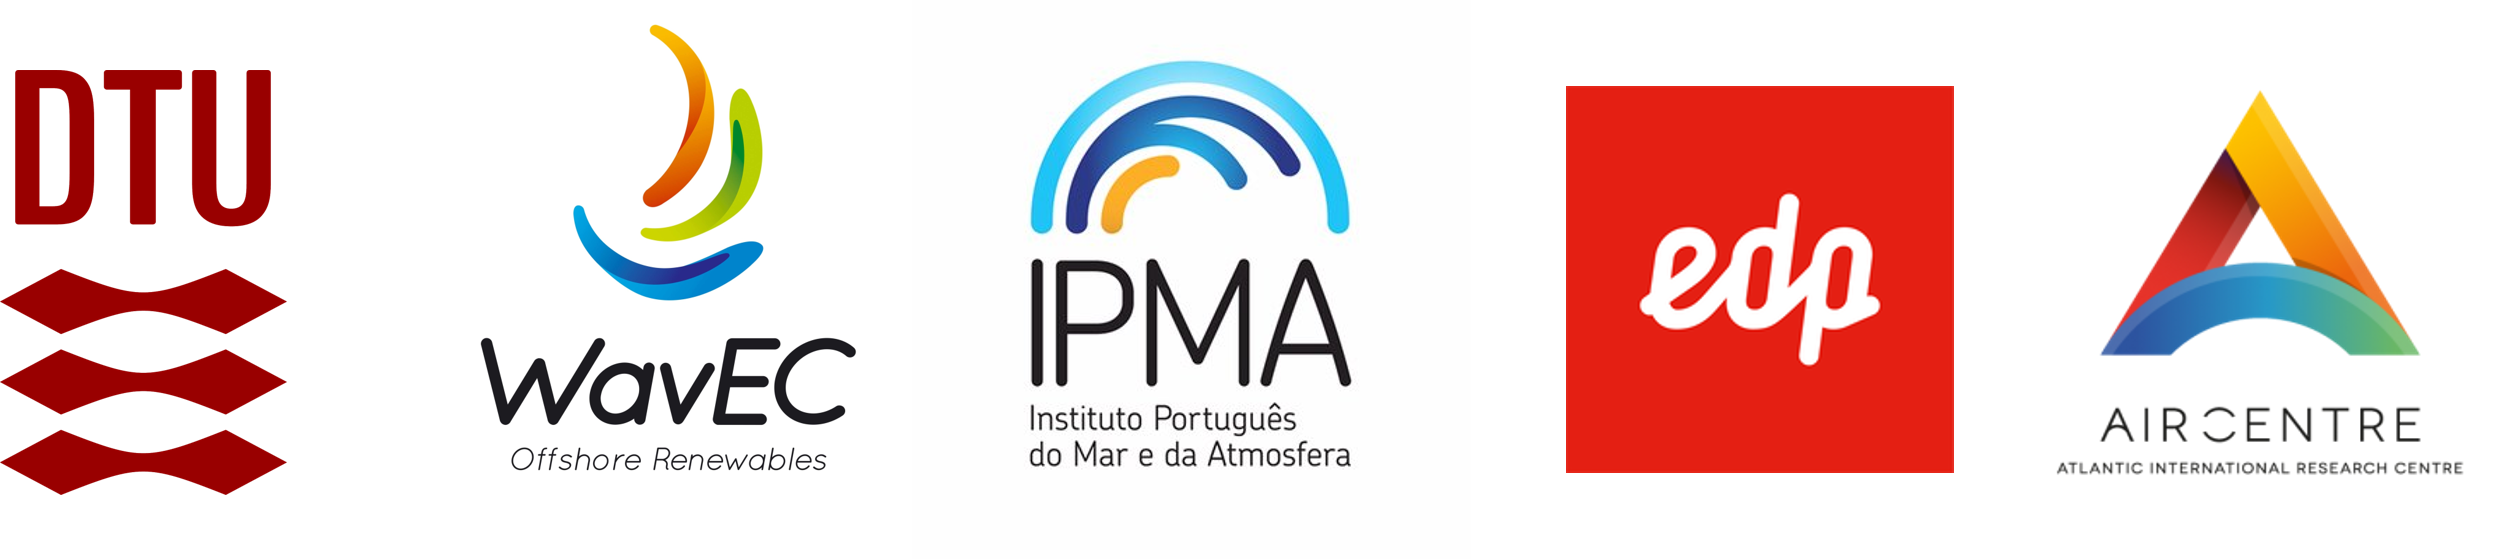 DTU
WavEC
Offshore Renewables
IPMA
Instituto Português
do Mar e da Atmosfera
edp
AIR CENTRE
ATLANTIC INTERNATIONAL RESEARCH CENTRE